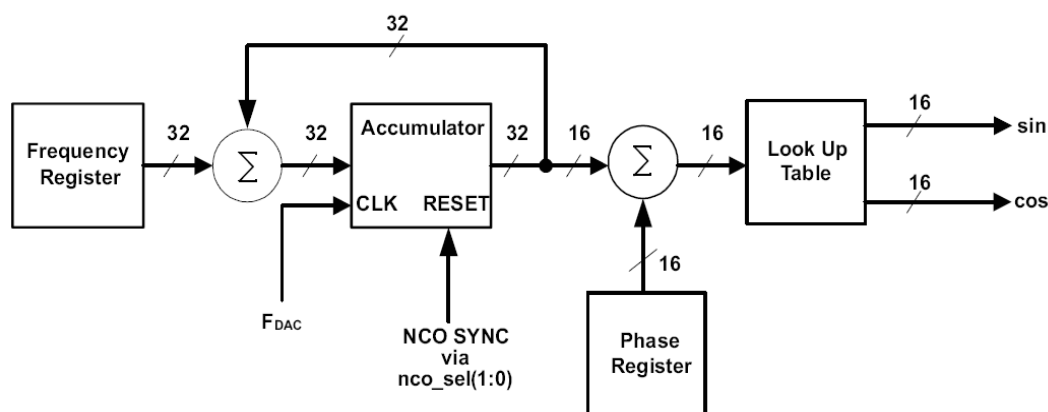 32
Frequency
Register
32
Σ
32
Accumulator
CLK RESET
32
16
Σ
16
Look Up
Table
16
sin
16
cos
F_DAC
NCO SYNC
via
nco_sel(1:0)
16
Phase
Register